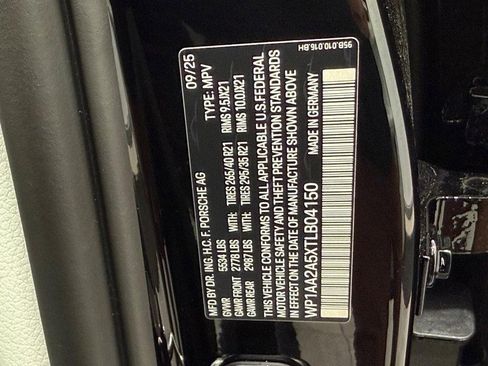 MFD BY DR. ING. H.C. F. PORSCHE AG 09/25
GVWR 5534 LBS TYPE: MPV
GAWR FRONT 2778 LBS WITH: TIRES 265/40 R21 RIMS 9.5JX21
GAWR REAR 2987 LBS WITH: TIRES 295/35 R21 RIMS 10.0JX21
THIS VEHICLE CONFORMS TO ALL APPLICABLE U.S. FEDERAL
MOTOR VEHICLE SAFETY AND THEFT PREVENTION STANDARDS
IN EFFECT ON THE DATE OF MANUFACTURE SHOWN ABOVE
WP1AA2A5XTLB04150 MADE IN GERMANY
95B.010.016.BH